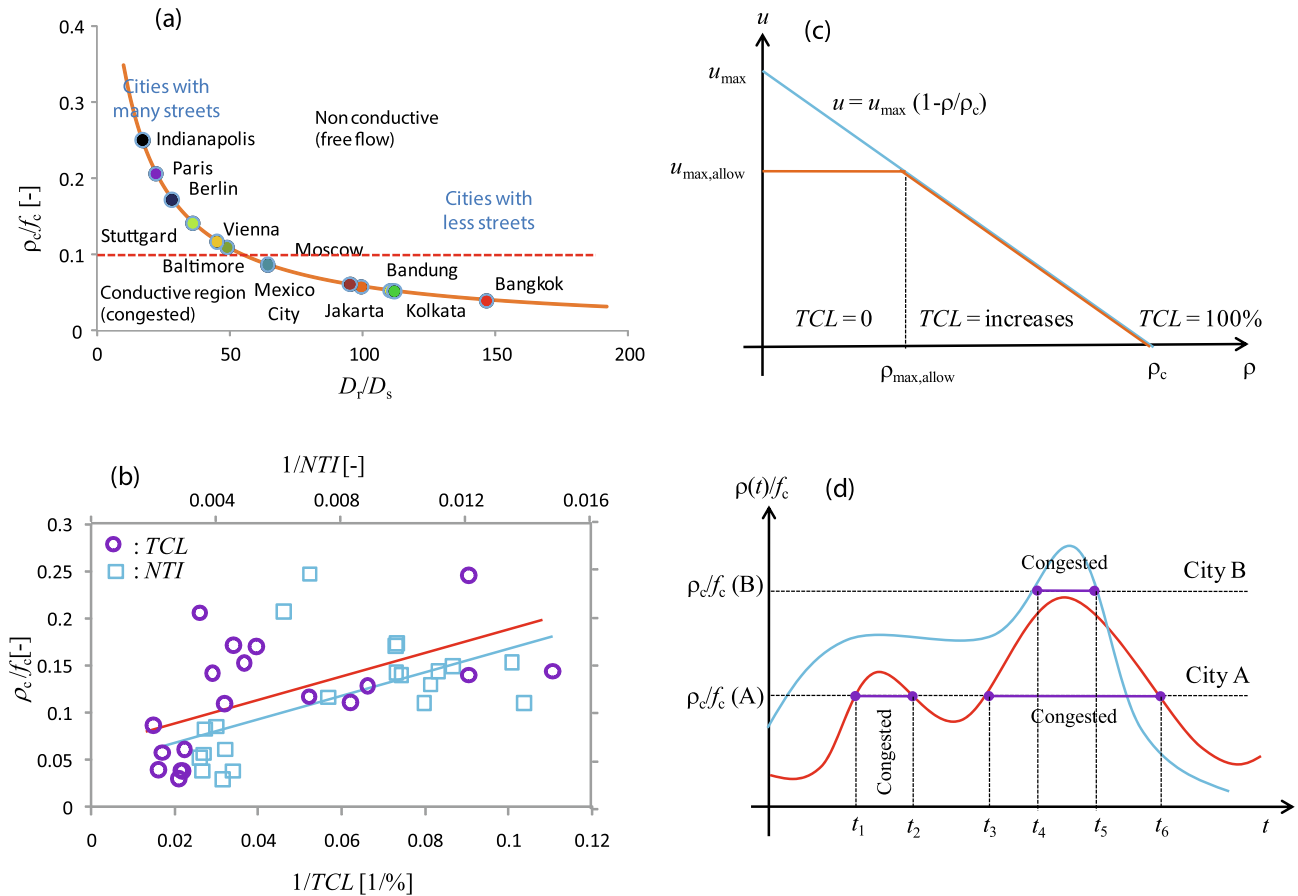 (a)
0.4
0.3
0.2
0.1
0
ρc/fc [-]
Cities with
many streets
Indianapolis
Paris
Berlin
Stuttgard
Vienna
Moscow
Baltimore
Non conductive
(free flow)
Cities with
less streets
Conductive region
(congested)
Mexico
City
Jakarta
Bandung
Kolkata
Bangkok
0 50 100 150 200
Dr/Ds
(c)
u
umax
u = umax (1-ρ/ρc)
umax,allow
TCL = 0
TCL = increases
TCL = 100%
ρmax,allow
ρc
ρ
(b)
1/NTI [-]
0.004 0.008 0.012 0.016
0.3
0.25
0.2
0.15
0.1
0.05
0
ρc/fc[-]
: TCL
: NTI
0 0.02 0.04 0.06 0.08 0.1 0.12
1/TCL [1/%]
(d)
ρ(t)/fc
ρc/fc (B)
Congested
City B
ρc/fc (A)
City A
Congested
Congested
t1 t2 t3 t4 t5 t6 t